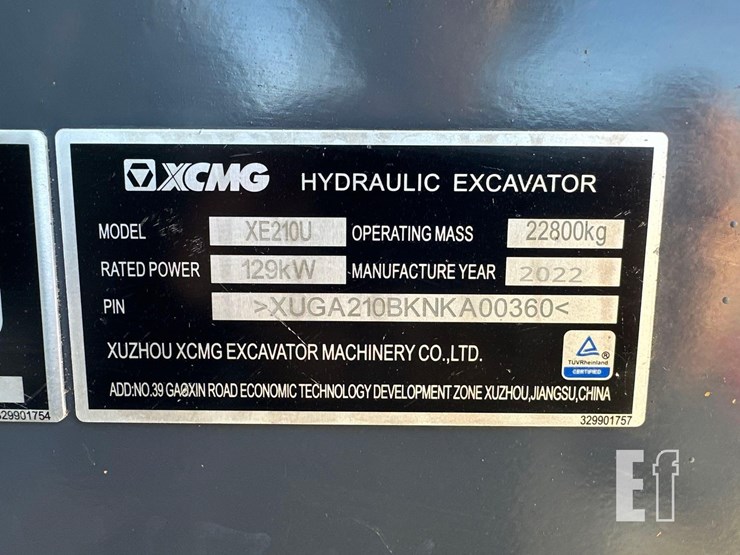 XCMG HYDRAULIC EXCAVATOR
MODEL XE210U OPERATING MASS 22800kg
RATED POWER 129kW MANUFACTURE YEAR 2022
PIN >XUGA210BKNKA00360<
XUZHOU XCMG EXCAVATOR MACHINERY CO.,LTD.
TÜVRheinland
CERTIFIED
ADD:NO.39 GAOXIN ROAD ECONOMIC TECHNOLOGY DEVELOPMENT ZONE XUZHOU,JIANGSU,CHINA
329901754
329901757
Ef